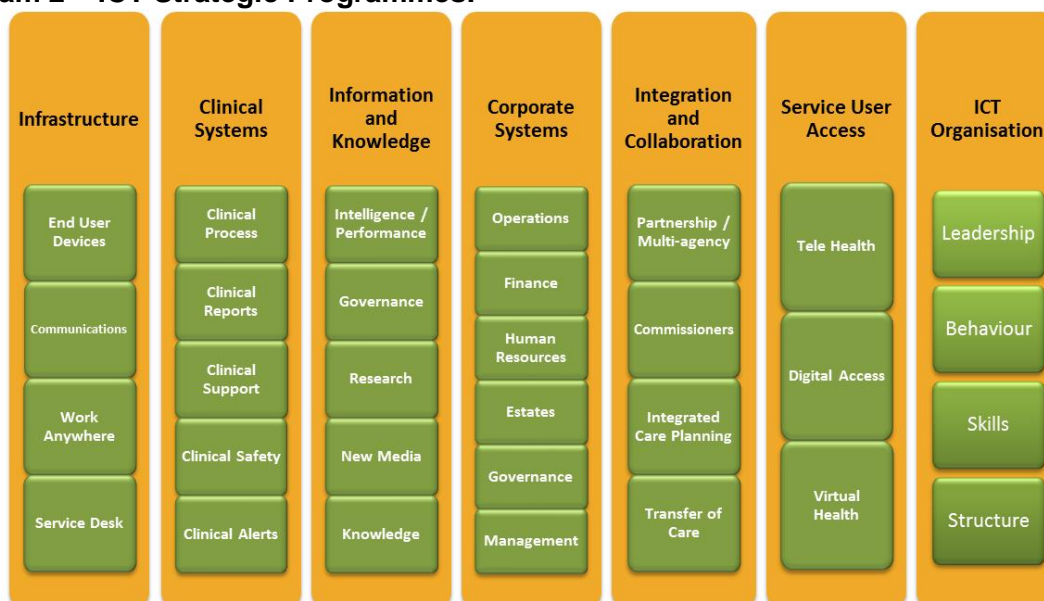 ICT Strategic Programmes.
Infrastructure
End User
Devices
Communications
Work
Anywhere
Service Desk
Clinical
Systems
Clinical
Process
Clinical
Reports
Clinical
Support
Clinical Safety
Clinical Alerts
Information
and
Knowledge
Intelligence /
Performance
Governance
Research
New Media
Knowledge
Corporate
Systems
Operations
Finance
Human
Resources
Estates
Governance
Management
Integration
and
Collaboration
Partnership /
Multi-agency
Commissioners
Integrated
Care Planning
Transfer of
Care
Service User
Access
Tele Health
Digital Access
Virtual
Health
ICT
Organisation
Leadership
Behaviour
Skills
Structure